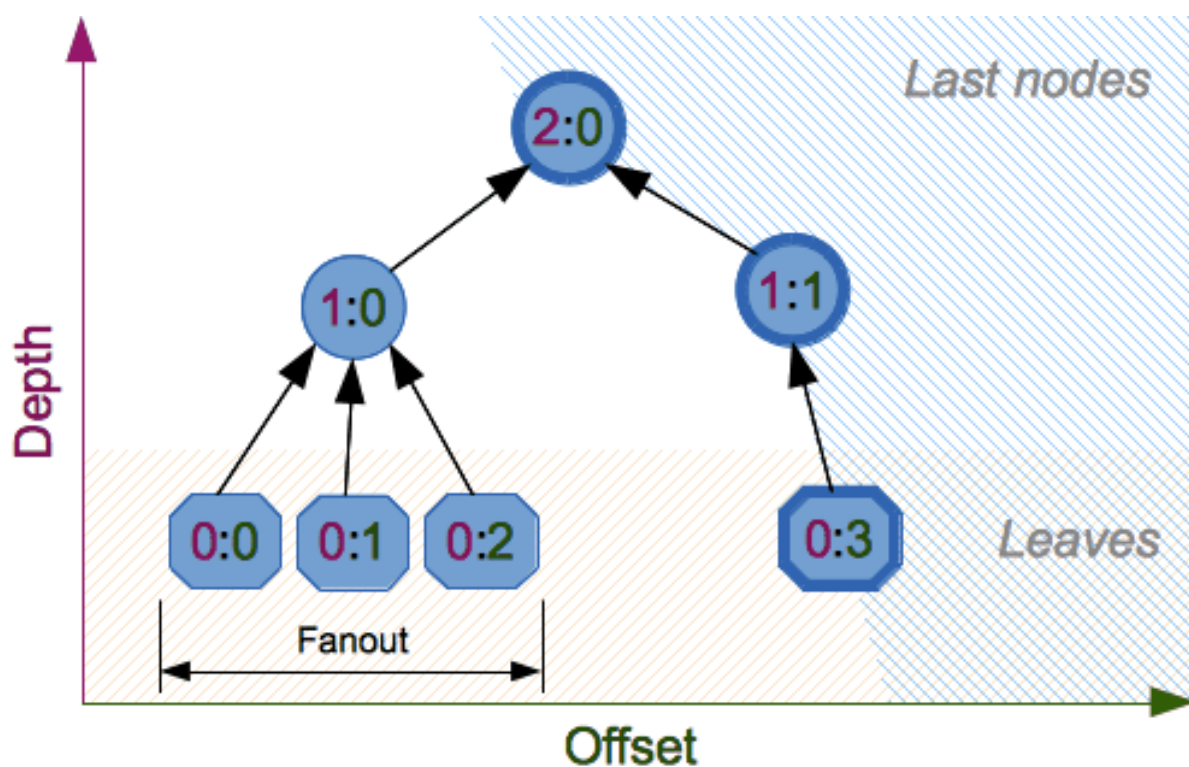 Last nodes
2:0
1:0
1:1
Depth
0:0 0:1 0:2 0:3
Leaves
Fanout
Offset